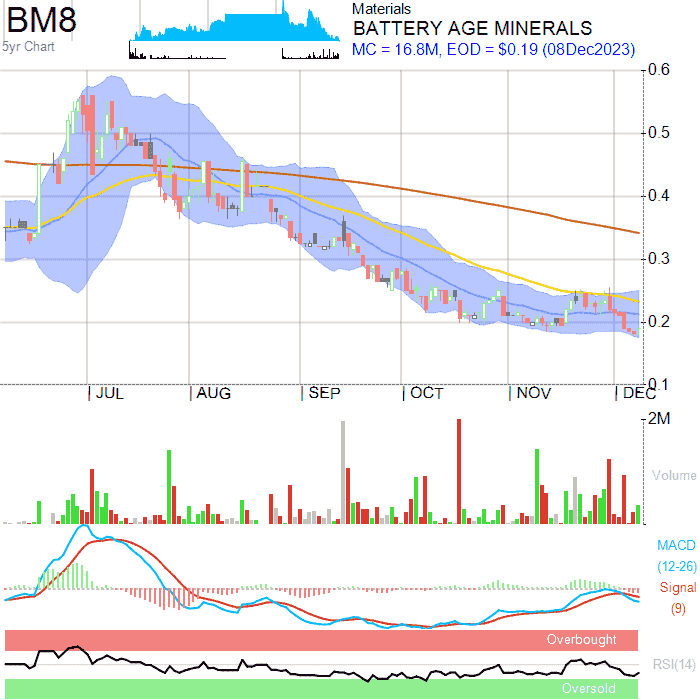 BM8
5yr Chart
Materials
BATTERY AGE MINERALS
MC = 16.8M, EOD = $0.19 (08Dec2023)
0.6
0.5
0.4
0.3
0.2
0.1
JUL AUG SEP OCT NOV DEC
2M
Volume
MACD
(12-26)
Signal
(9)
Overbought
RSI(14)
Oversold